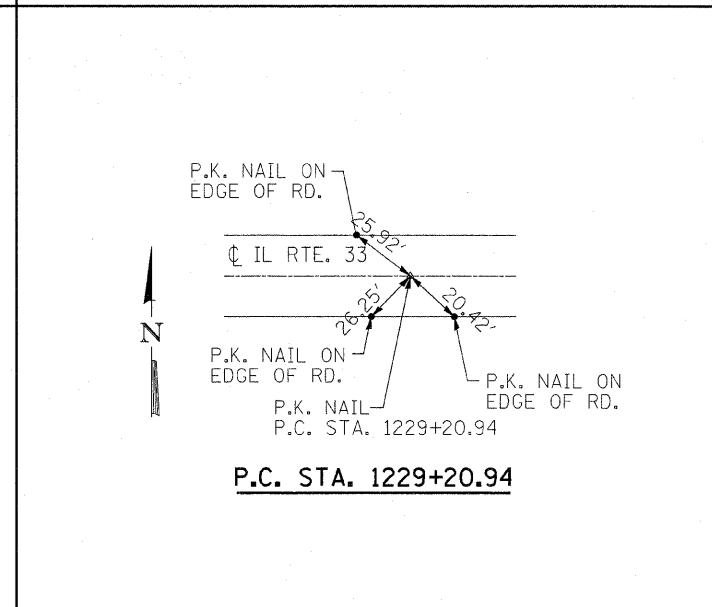 P.K. NAIL ON
EDGE OF RD.
25.92'
℄ IL RTE. 33
26.25'
20.42'
N
P.K. NAIL ON
EDGE OF RD.
P.K. NAIL ON
EDGE OF RD.
P.K. NAIL
P.C. STA. 1229+20.94
P.C. STA. 1229+20.94